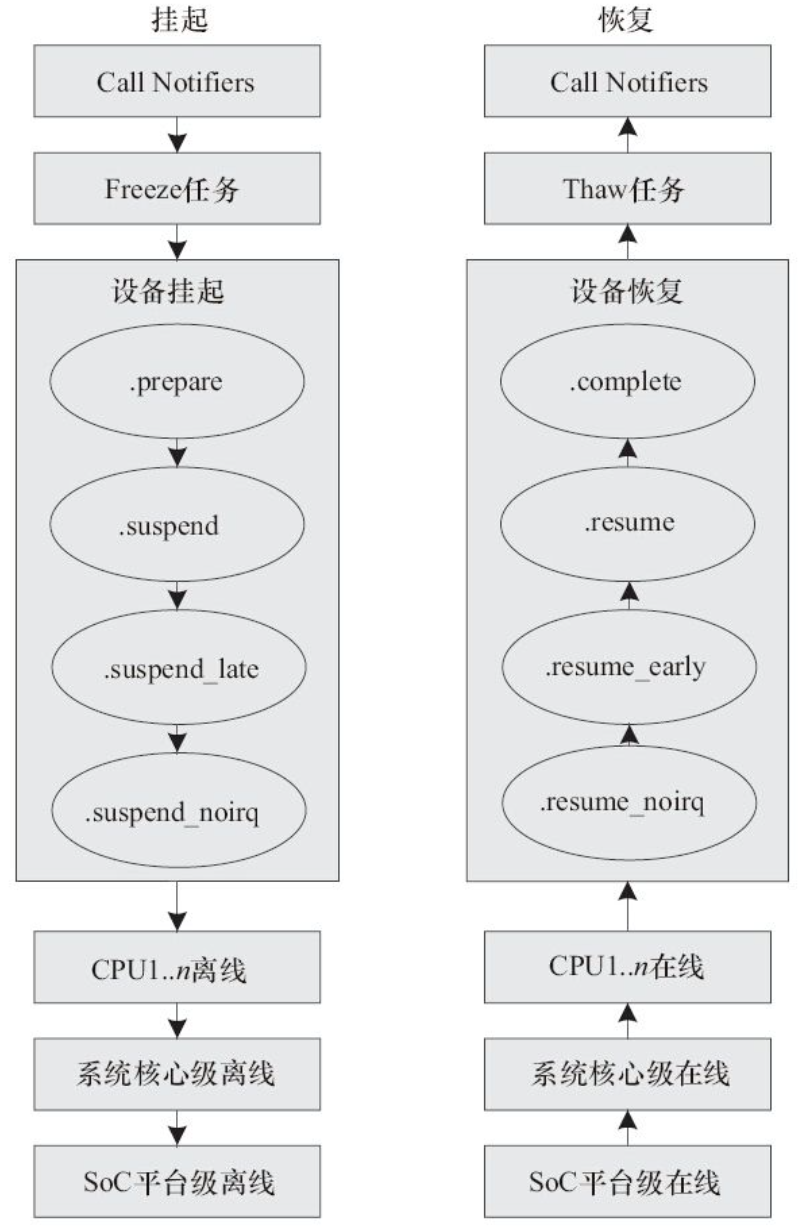 挂起
Call Notifiers
Freeze任务
设备挂起
.prepare
.suspend
.suspend_late
.suspend_noirq
CPU1..n离线
系统核心级离线
SoC平台级离线
恢复
Call Notifiers
Thaw任务
设备恢复
.complete
.resume
.resume_early
.resume_noirq
CPU1..n在线
系统核心级在线
SoC平台级在线